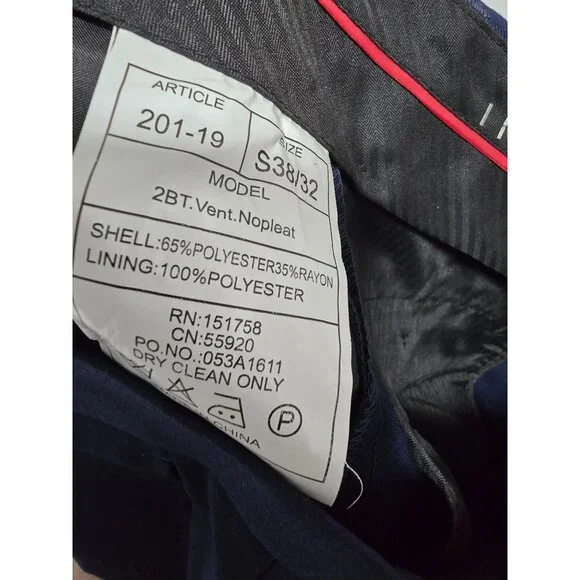 ARTICLE
SIZE
201-19
S38/32
MODEL
2BT.Vent.Nopleat
SHELL:65%POLYESTER35%RAYON
LINING:100%POLYESTER
RN:151758
CN:55920
PO.NO.:053A1611
DRY CLEAN ONLY
P
CHINA